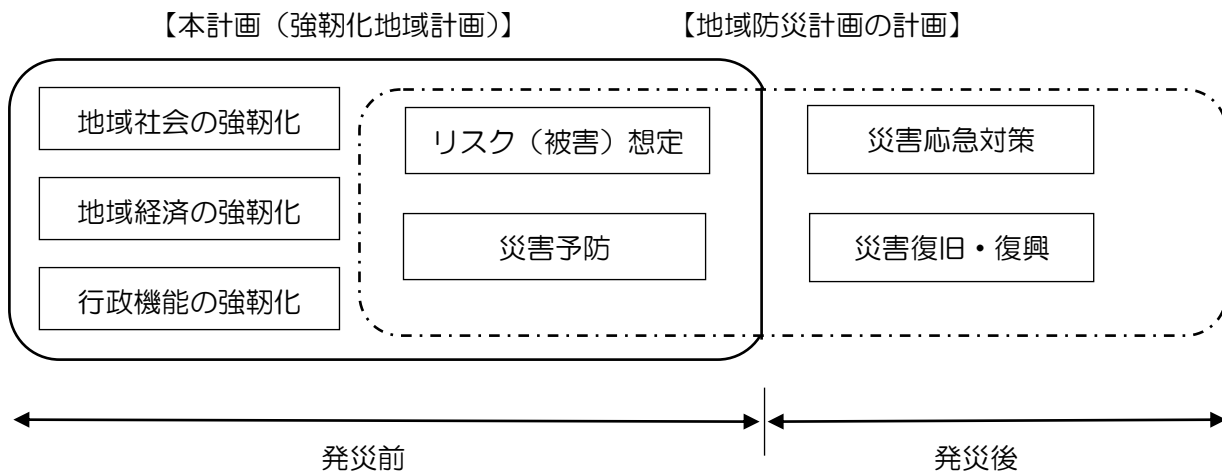 【本計画（強靭化地域計画）】
【地域防災計画の計画】
地域社会の強靭化
地域経済の強靭化
行政機能の強靭化
リスク（被害）想定
災害予防
災害応急対策
災害復旧・復興
発災前
発災後